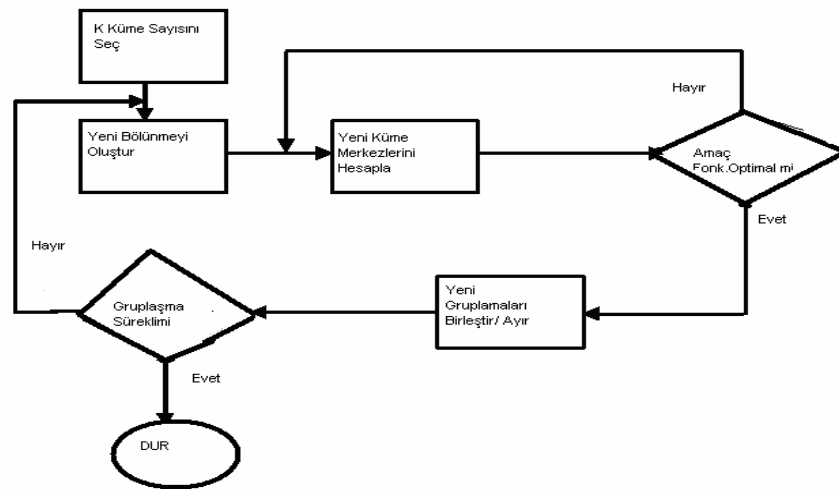 K Küme Sayısını
Seç
Hayır
Yeni Bölünmeyi
Oluştur
Yeni Küme
Merkezlerini
Hesapla
Amaç
Fonk.Optimal mi
Evet
Hayır
Yeni
Gruplamaları
Birleştir/ Ayır
Gruplaşma
Süreklimi
Evet
DUR